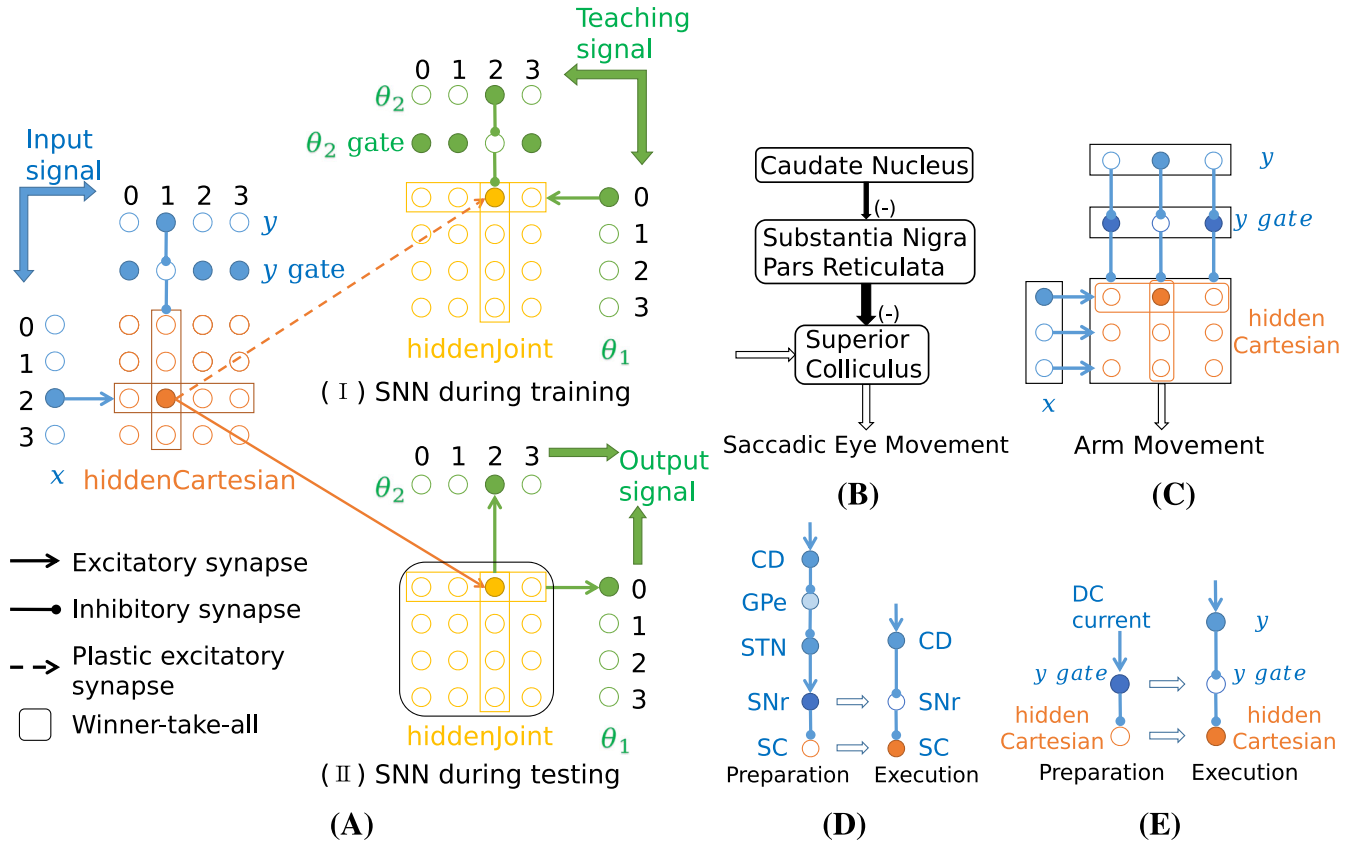 Input
signal
0 1 2 3
y
y gate
0
1
2
3
x
hiddenCartesian
Teaching
signal
0 1 2 3
θ2
θ2 gate
0
1
2
3
hiddenJoint
θ1
(Ⅰ) SNN during training
0 1 2 3
θ2
Output
signal
0
1
2
3
hiddenJoint
θ1
(Ⅱ) SNN during testing
Excitatory synapse
Inhibitory synapse
Plastic excitatory
synapse
Winner-take-all
(A)
Caudate Nucleus
(-)
Substantia Nigra
Pars Reticulata
(-)
Superior
Colliculus
Saccadic Eye Movement
(B)
y
y gate
hidden
Cartesian
x
Arm Movement
(C)
CD
GPe
STN
SNr
SC
Preparation
CD
SNr
SC
Execution
(D)
DC
current
y gate
hidden
Cartesian
Preparation
y
y gate
hidden
Cartesian
Execution
(E)